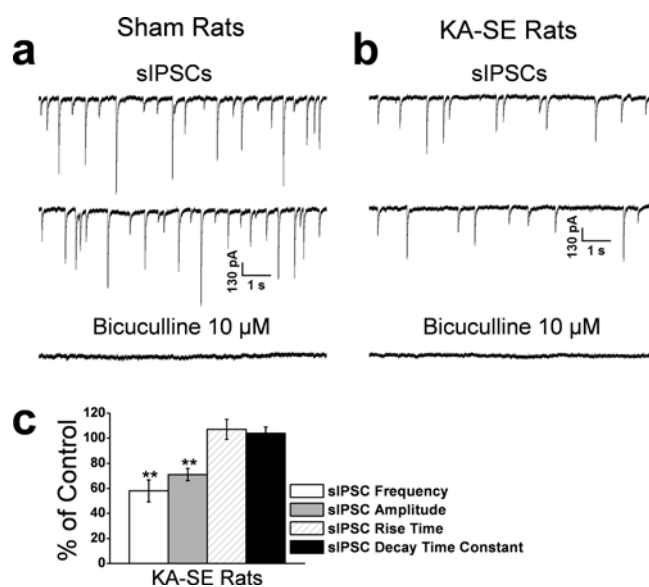 Sham Rats
KA-SE Rats
a
b
sIPSCs
sIPSCs
130 pA
1 s
130 pA
1 s
Bicuculline 10 µM
Bicuculline 10 µM
c
% of Control
120
100
80
60
40
20
0
**
**
KA-SE Rats
sIPSC Frequency
sIPSC Amplitude
sIPSC Rise Time
sIPSC Decay Time Constant